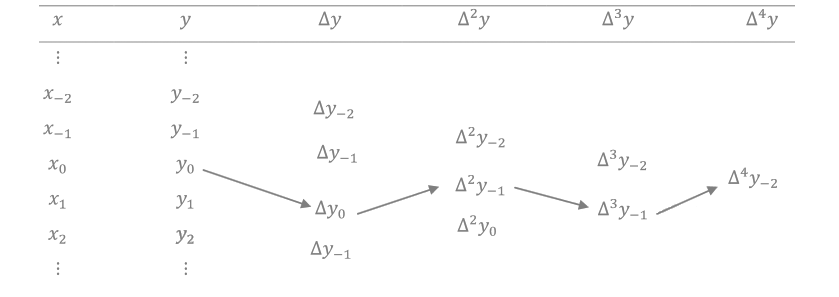 x y Δy Δ²y Δ³y Δ⁴y
⋮ ⋮
x₋₂ y₋₂
Δy₋₂
x₋₁ y₋₁ Δ²y₋₂
Δy₋₁ Δ³y₋₂
x₀ y₀ Δ²y₋₁ Δ⁴y₋₂
x₁ y₁ Δy₀ Δ³y₋₁
Δ²y₀
x₂ y₂
Δy₋₁
⋮ ⋮